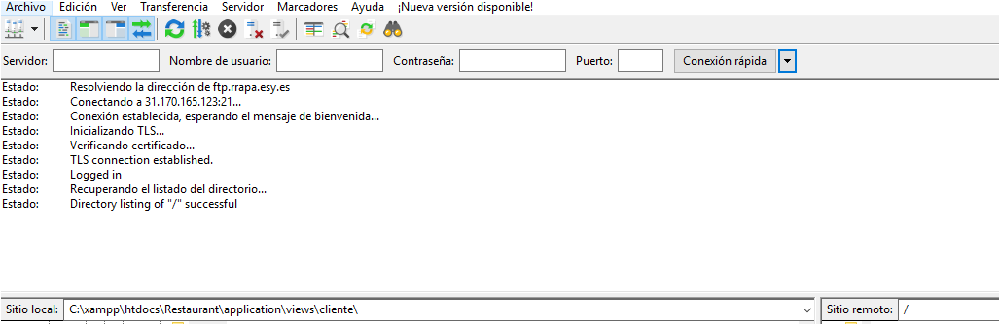 Archivo Edición Ver Transferencia Servidor Marcadores Ayuda ¡Nueva versión disponible!
Servidor: Nombre de usuario: Contraseña: Puerto: Conexión rápida
Estado: Resolviendo la dirección de ftp.rrapa.esy.es
Estado: Conectando a 31.170.165.123:21...
Estado: Conexión establecida, esperando el mensaje de bienvenida...
Estado: Inicializando TLS...
Estado: Verificando certificado...
Estado: TLS connection established.
Estado: Logged in
Estado: Recuperando el listado del directorio...
Estado: Directory listing of "/" successful
Sitio local: C:\xampp\htdocs\Restaurant\application\views\cliente\ Sitio remoto: /